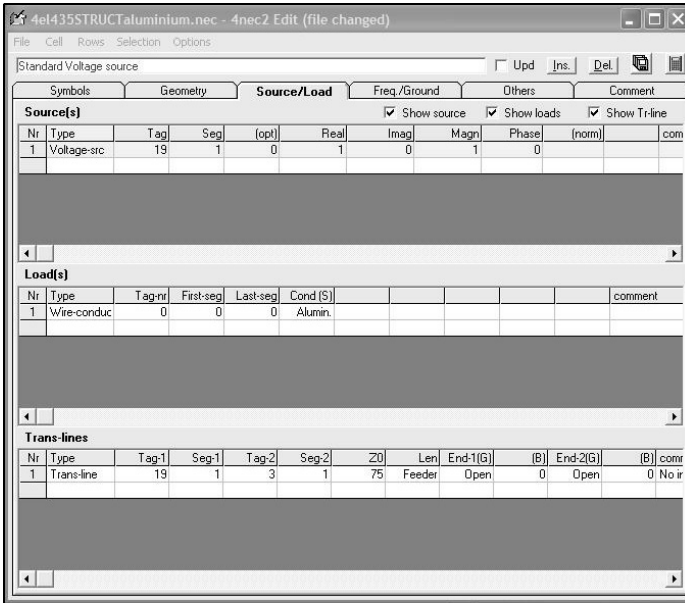 4el435STRUCTaluminium.nec - 4nec2 Edit (file changed)
File Cell Rows Selection Options
Standard Voltage source Upd Ins. Del.
Symbols Geometry Source/Load Freq./Ground Others Comment
Source(s) Show source Show loads Show Tr-line
Nr Type Tag Seg (opt) Real Imag Magn Phase (norm) com
1 Voltage-src 19 1 0 1 0 1 0
Load(s)
Nr Type Tag-nr First-seg Last-seg Cond (S) comment
1 Wire-conduc 0 0 0 Alumin.
Trans-lines
Nr Type Tag-1 Seg-1 Tag-2 Seg-2 Z0 Len End-1(G) (B) End-2(G) (B) comr
1 Trans-line 19 1 3 1 75 Feeder Open 0 Open 0 No ir